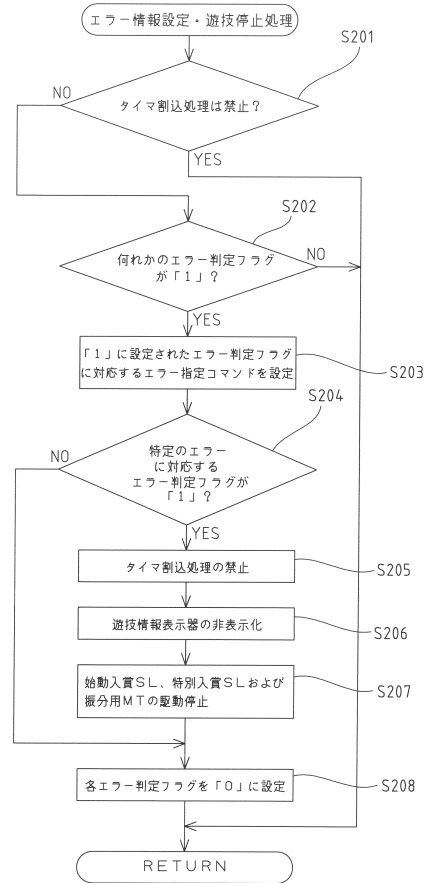 エラー情報設定・遊技停止処理
S201
タイマ割込処理は禁止?
NO
YES
S202
何れかのエラー判定フラグ
が「1」?
NO
YES
「1」に設定されたエラー判定フラグ
に対応するエラー指定コマンドを設定
S203
S204
特定のエラー
に対応する
エラー判定フラグが
「1」?
NO
YES
タイマ割込処理の禁止
S205
遊技情報表示器の非表示化
S206
始動入賞SL、特別入賞SLおよび
振分用MTの駆動停止
S207
各エラー判定フラグを「0」に設定
S208
RETURN